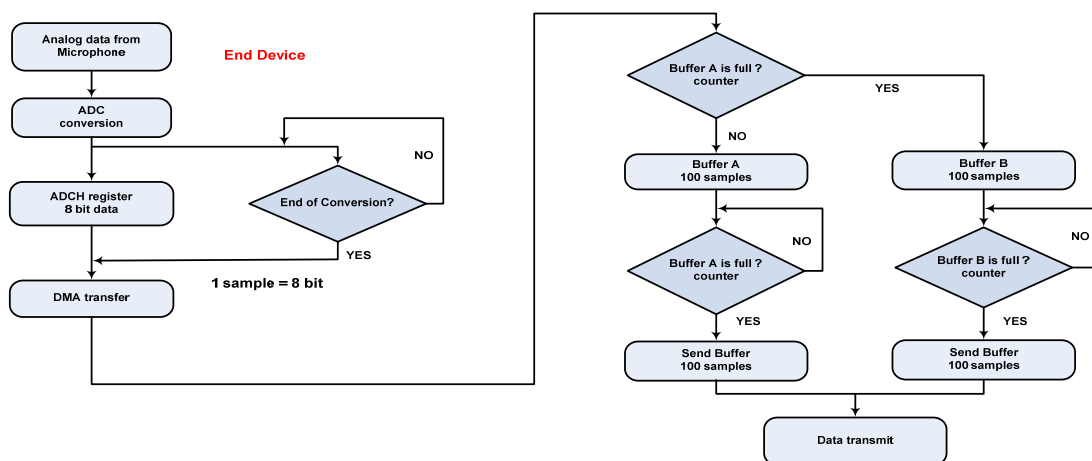 Analog data from
Microphone
End Device
ADC
conversion
NO
ADCH register
8 bit data
End of Conversion?
YES
1 sample = 8 bit
DMA transfer
Buffer A is full ?
counter
YES
NO
Buffer A
100 samples
Buffer B
100 samples
Buffer A is full ?
counter
NO
YES
Buffer B is full ?
counter
NO
YES
Send Buffer
100 samples
Send Buffer
100 samples
Data transmit